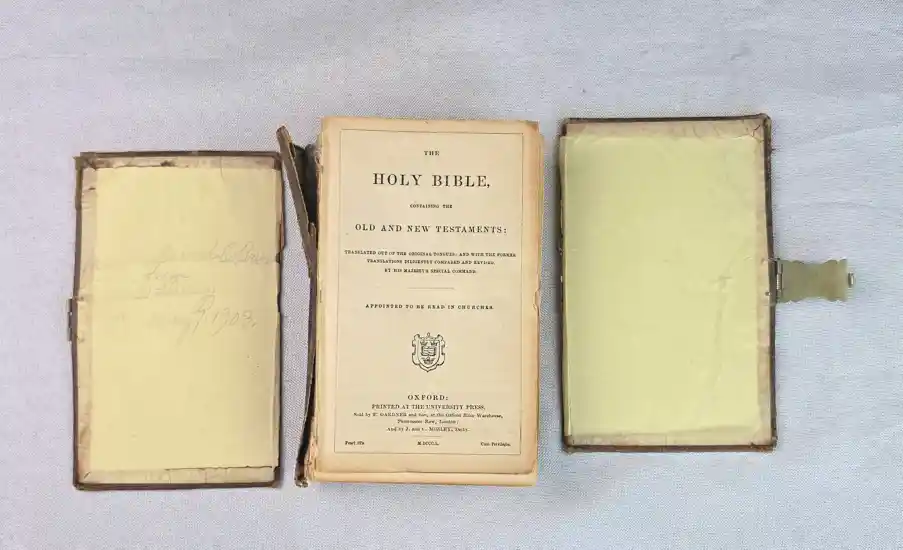 1903.
THE
HOLY BIBLE,
CONTAINING THE
OLD AND NEW TESTAMENTS:
TRANSLATED OUT OF THE ORIGINAL TONGUES: AND WITH THE FORMER
TRANSLATIONS DILIGENTLY COMPARED AND REVISED,
BY HIS MAJESTY'S SPECIAL COMMAND.
APPOINTED TO BE READ IN CHURCHES.
OXFORD:
PRINTED AT THE UNIVERSITY PRESS.
Sold by E. GARDNER and Son, at the Oxford Bible Warehouse,
Paternoster Row, London;
And by J. and C. MOZLEY,
Pearl
MDCCCL.
Cum Privilegio.